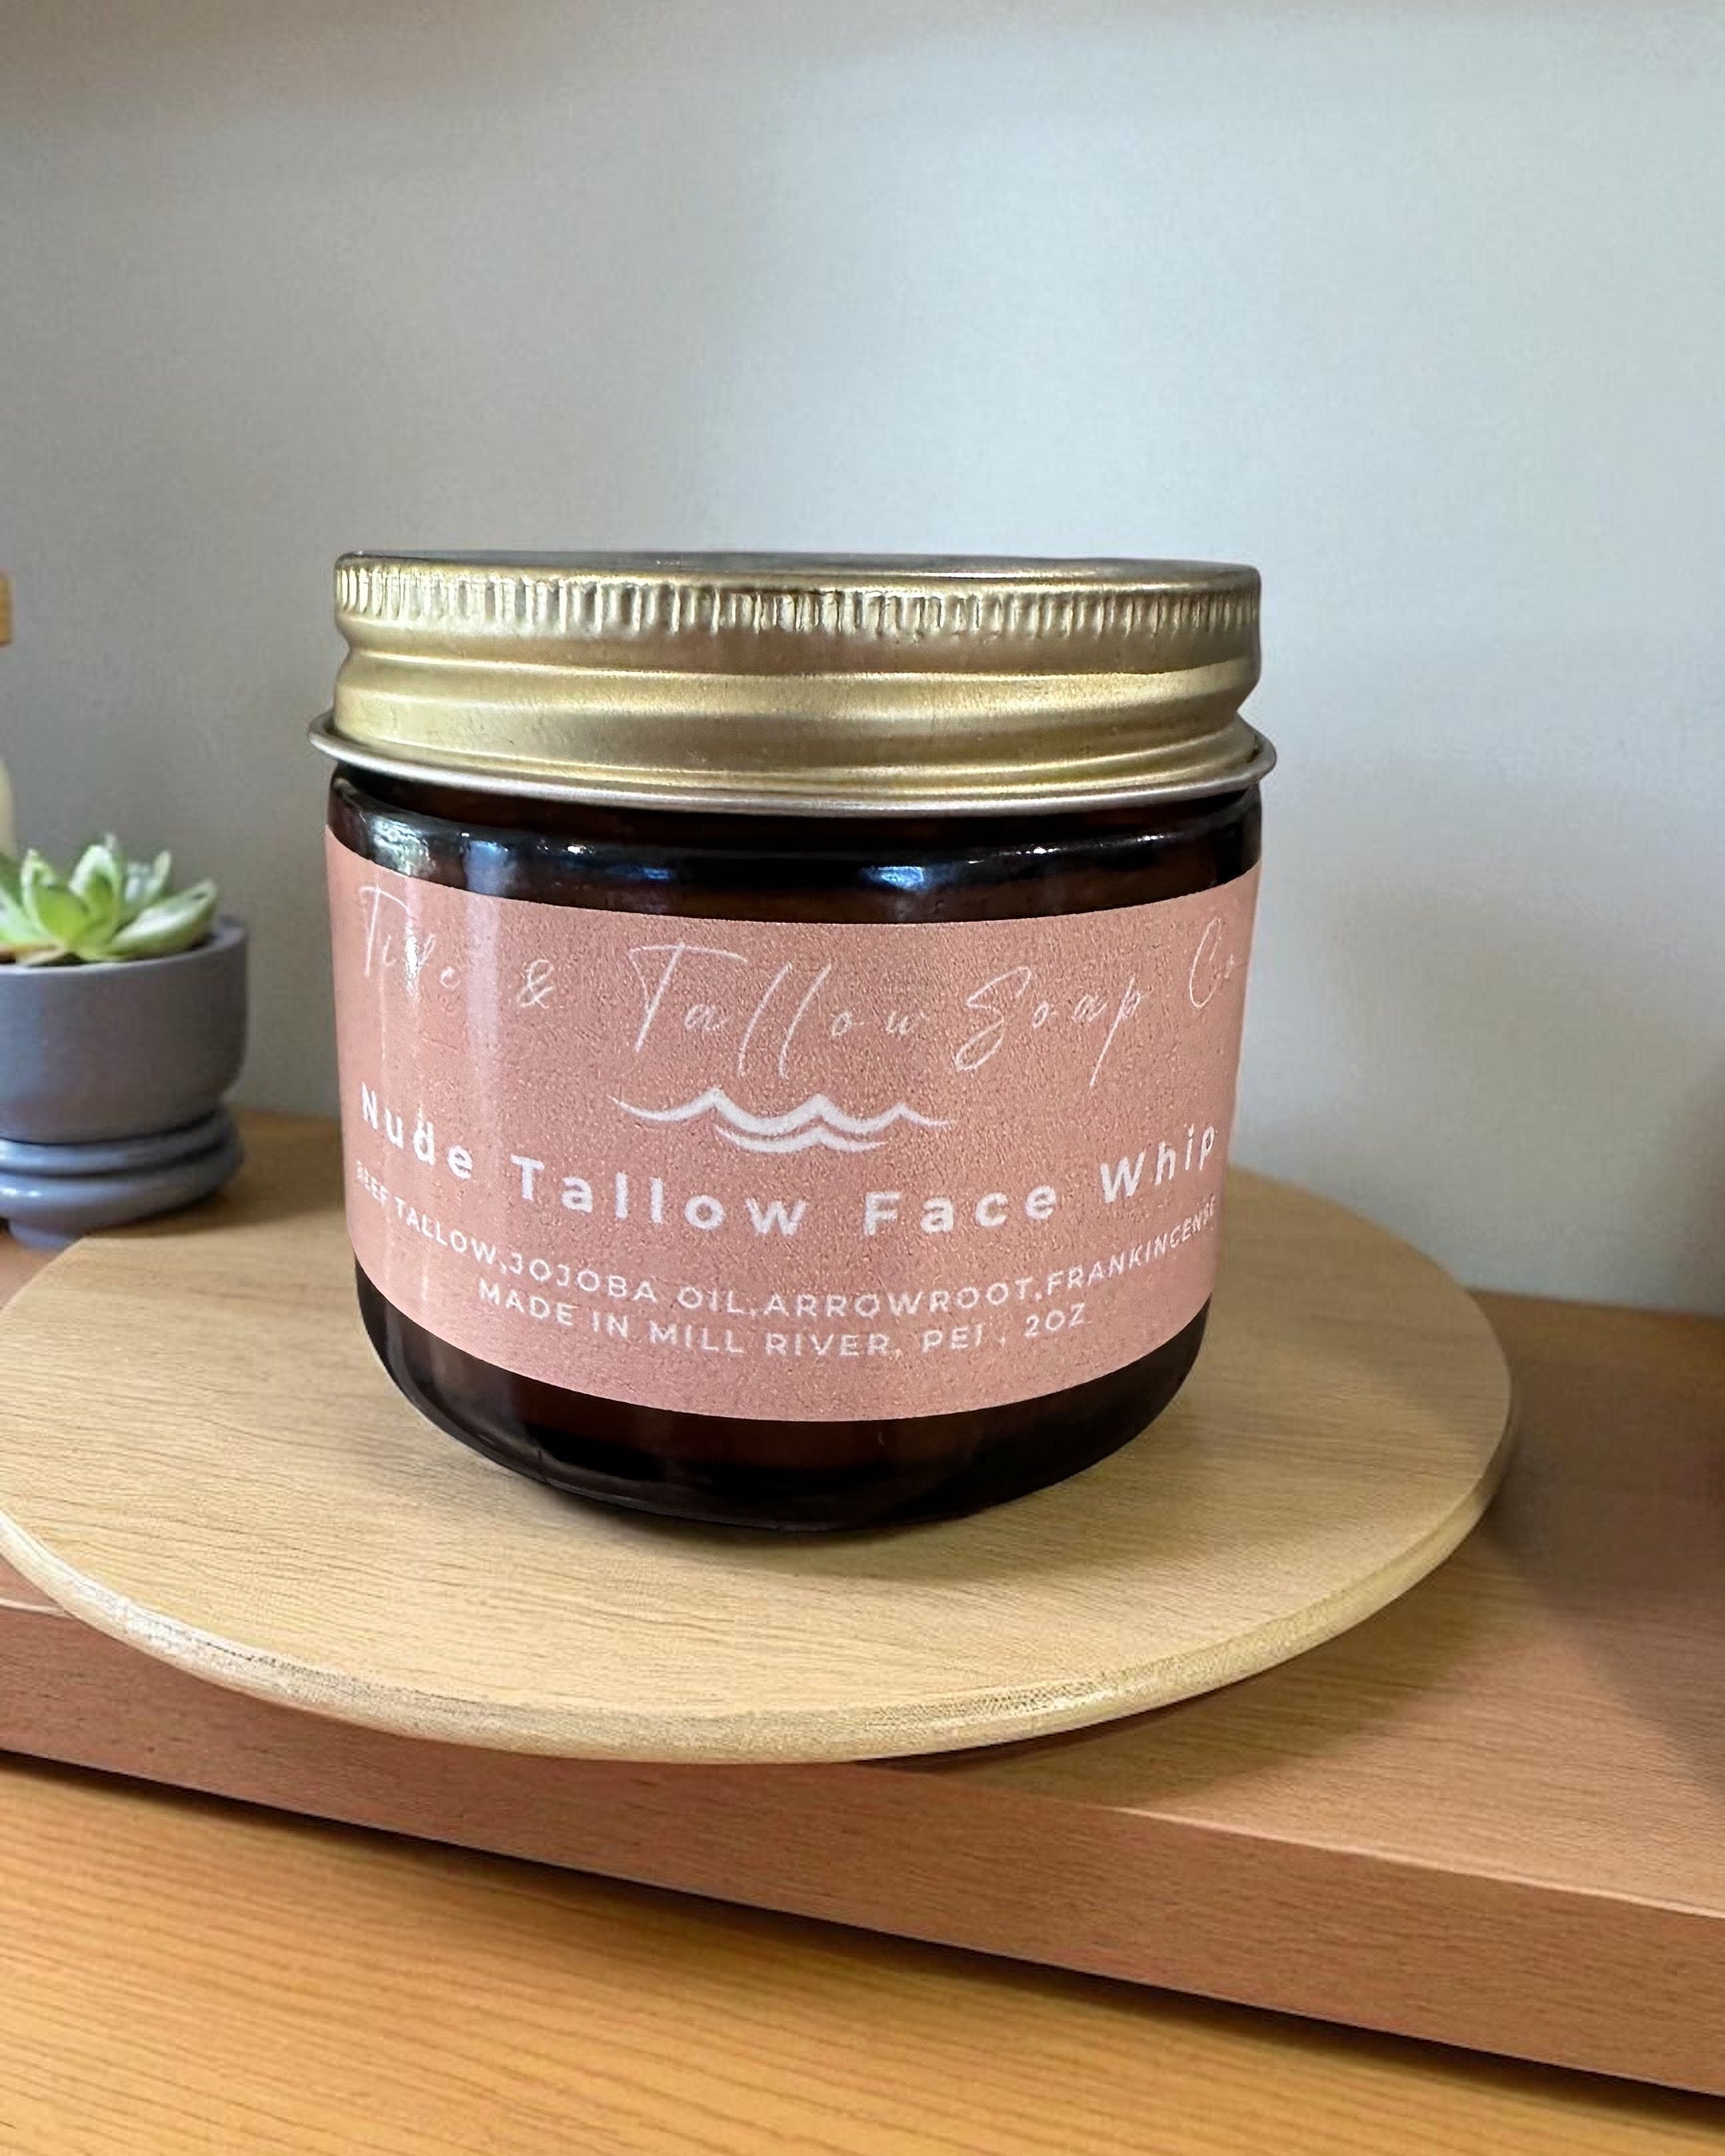 Tide & Tallow Soap Co
Nude Tallow Face Whip
BEEF TALLOW,JOJOBA OIL,ARROWROOT,FRANKINCENSE
MADE IN MILL RIVER, PEI , 2OZ